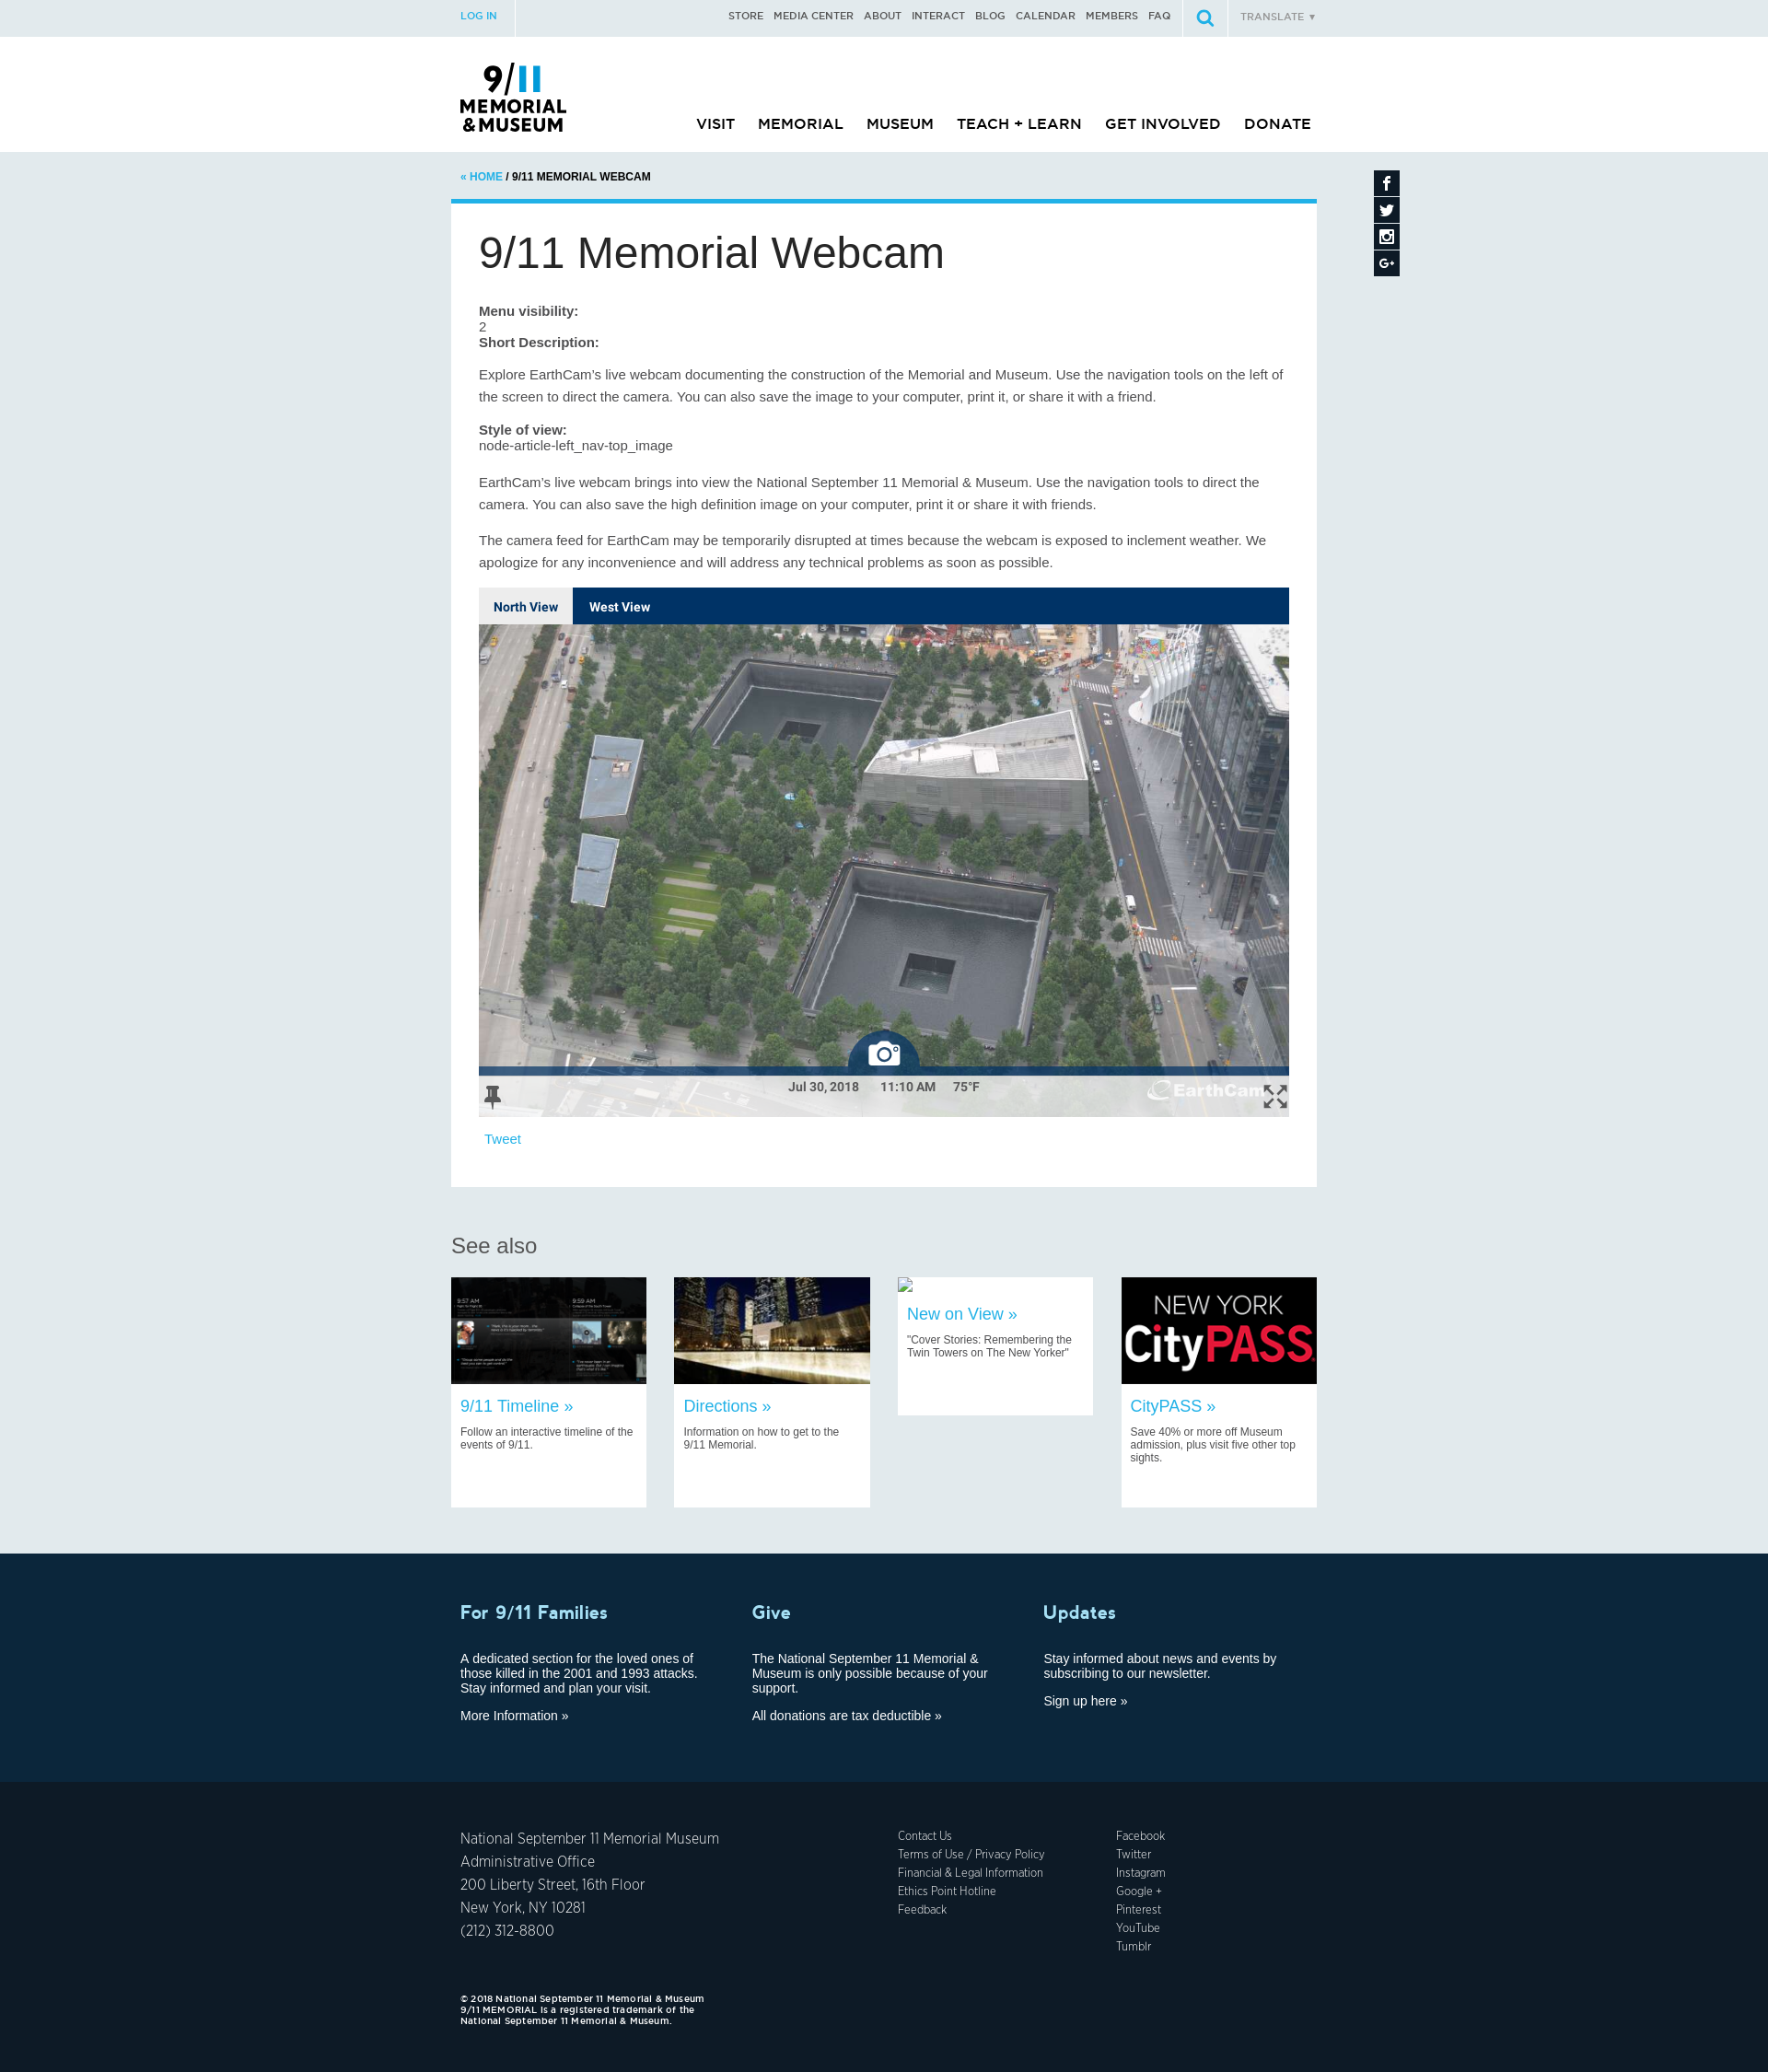 LOG IN
STORE MEDIA CENTER ABOUT INTERACT BLOG CALENDAR MEMBERS FAQ
TRANSLATE ▼
9/11
MEMORIAL
& MUSEUM
VISIT MEMORIAL MUSEUM TEACH + LEARN GET INVOLVED DONATE
« HOME / 9/11 MEMORIAL WEBCAM
9/11 Memorial Webcam
Menu visibility:
2
Short Description:
Explore EarthCam’s live webcam documenting the construction of the Memorial and Museum. Use the navigation tools on the left of
the screen to direct the camera. You can also save the image to your computer, print it, or share it with a friend.
Style of view:
node-article-left_nav-top_image
EarthCam’s live webcam brings into view the National September 11 Memorial & Museum. Use the navigation tools to direct the
camera. You can also save the high definition image on your computer, print it or share it with friends.
The camera feed for EarthCam may be temporarily disrupted at times because the webcam is exposed to inclement weather. We
apologize for any inconvenience and will address any technical problems as soon as possible.
North View West View
Jul 30, 2018 11:10 AM 75°F
EarthCam
Tweet
See also
9:57 AM 9:59 AM
NEW YORK
CityPASS
9/11 Timeline »
Follow an interactive timeline of the
events of 9/11.
Directions »
Information on how to get to the
9/11 Memorial.
New on View »
"Cover Stories: Remembering the
Twin Towers on The New Yorker"
CityPASS »
Save 40% or more off Museum
admission, plus visit five other top
sights.
For 9/11 Families
A dedicated section for the loved ones of
those killed in the 2001 and 1993 attacks.
Stay informed and plan your visit.
More Information »
Give
The National September 11 Memorial &
Museum is only possible because of your
support.
All donations are tax deductible »
Updates
Stay informed about news and events by
subscribing to our newsletter.
Sign up here »
National September 11 Memorial Museum
Administrative Office
200 Liberty Street, 16th Floor
New York, NY 10281
(212) 312-8800
Contact Us
Terms of Use / Privacy Policy
Financial & Legal Information
Ethics Point Hotline
Feedback
Facebook
Twitter
Instagram
Google +
Pinterest
YouTube
Tumblr
© 2018 National September 11 Memorial & Museum
9/11 MEMORIAL is a registered trademark of the
National September 11 Memorial & Museum.